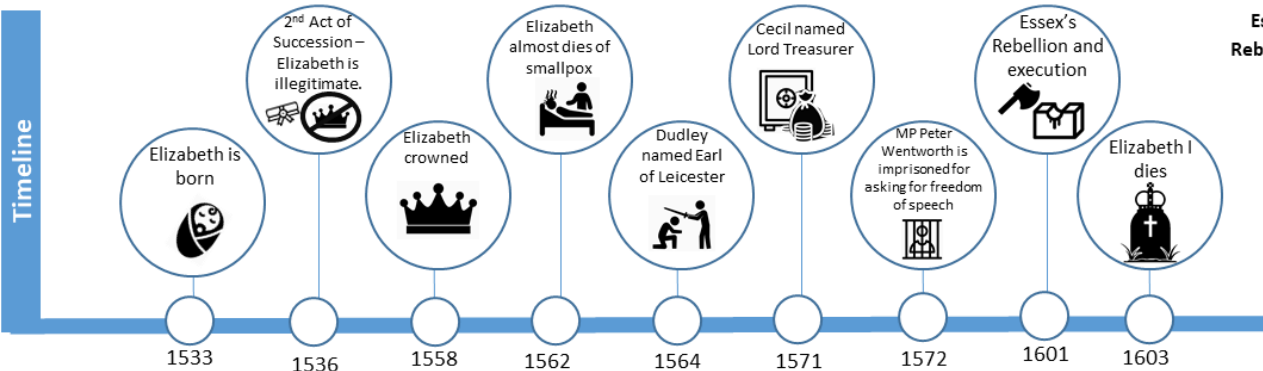 Timeline
Elizabeth is
born
2nd Act of
Succession –
Elizabeth is
illegitimate.
Elizabeth
crowned
Elizabeth
almost dies of
smallpox
Dudley
named Earl
of Leicester
Cecil named
Lord Treasurer
MP Peter
Wentworth is
imprisoned for
asking for freedom
of speech
Essex’s
Rebellion and
execution
Elizabeth I
dies
Es
Reb
1533
1536
1558
1562
1564
1571
1572
1601
1603